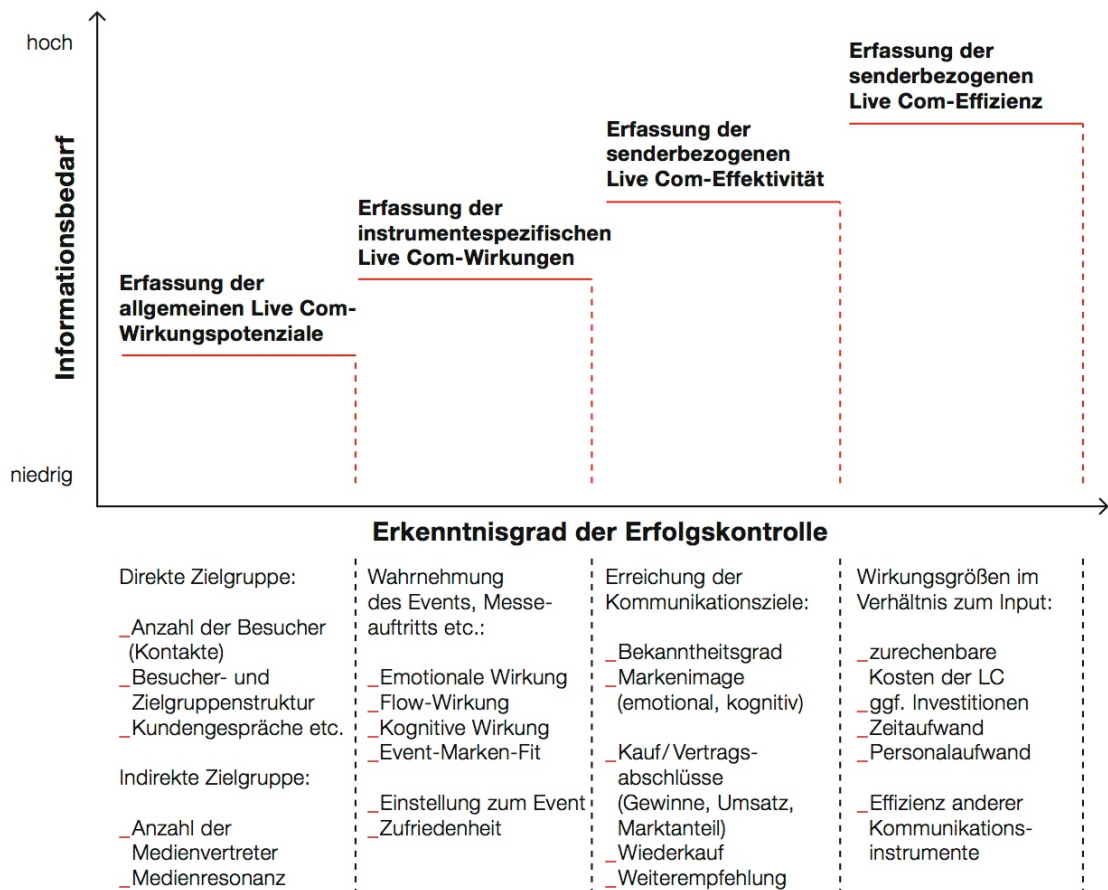 hoch
Informationsbedarf
niedrig
Erfassung der
allgemeinen Live Com-
Wirkungspotenziale
Erfassung der
instrumentespezifischen
Live Com-Wirkungen
Erfassung der
senderbezogenen
Live Com-Effektivität
Erfassung der
senderbezogenen
Live Com-Effizienz
Erkenntnisgrad der Erfolgskontrolle
Direkte Zielgruppe:
_Anzahl der Besucher
(Kontakte)
_Besucher- und
Zielgruppenstruktur
_Kundengespräche etc.
Indirekte Zielgruppe:
_Anzahl der
Medienvertreter
_Medienresonanz
Wahrnehmung
des Events, Messe-
auftritts etc.:
_Emotionale Wirkung
_Flow-Wirkung
_Kognitive Wirkung
_Event-Marken-Fit
_Einstellung zum Event
_Zufriedenheit
Erreichung der
Kommunikationsziele:
_Bekanntheitsgrad
_Markenimage
(emotional, kognitiv)
_Kauf/Vertrags-
abschlüsse
(Gewinne, Umsatz,
Marktanteil)
_Wiederkauf
_Weiterempfehlung
Wirkungsgrößen im
Verhältnis zum Input:
_zurechenbare
Kosten der LC
_ggf. Investitionen
_Zeitaufwand
_Personalaufwand
_Effizienz anderer
Kommunikations-
instrumente